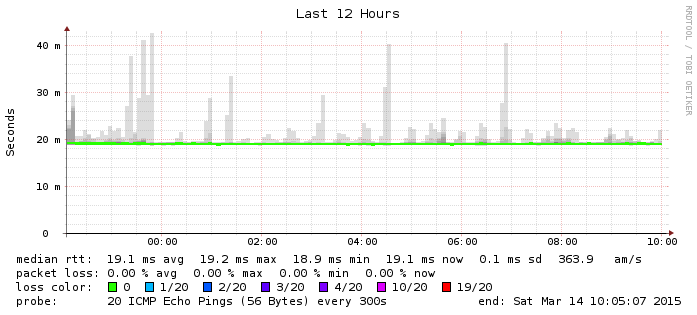 Last 12 Hours
RRDTOOL / TOBI OETIKER
Seconds
40 m
30 m
20 m
10 m
0
00:00 02:00 04:00 06:00 08:00 10:00
median rtt: 19.1 ms avg 19.2 ms max 18.9 ms min 19.1 ms now 0.1 ms sd 363.9 am/s
packet loss: 0.00 % avg 0.00 % max 0.00 % min 0.00 % now
loss color: 0 1/20 2/20 3/20 4/20 10/20 19/20
probe: 20 ICMP Echo Pings (56 Bytes) every 300s end: Sat Mar 14 10:05:07 2015